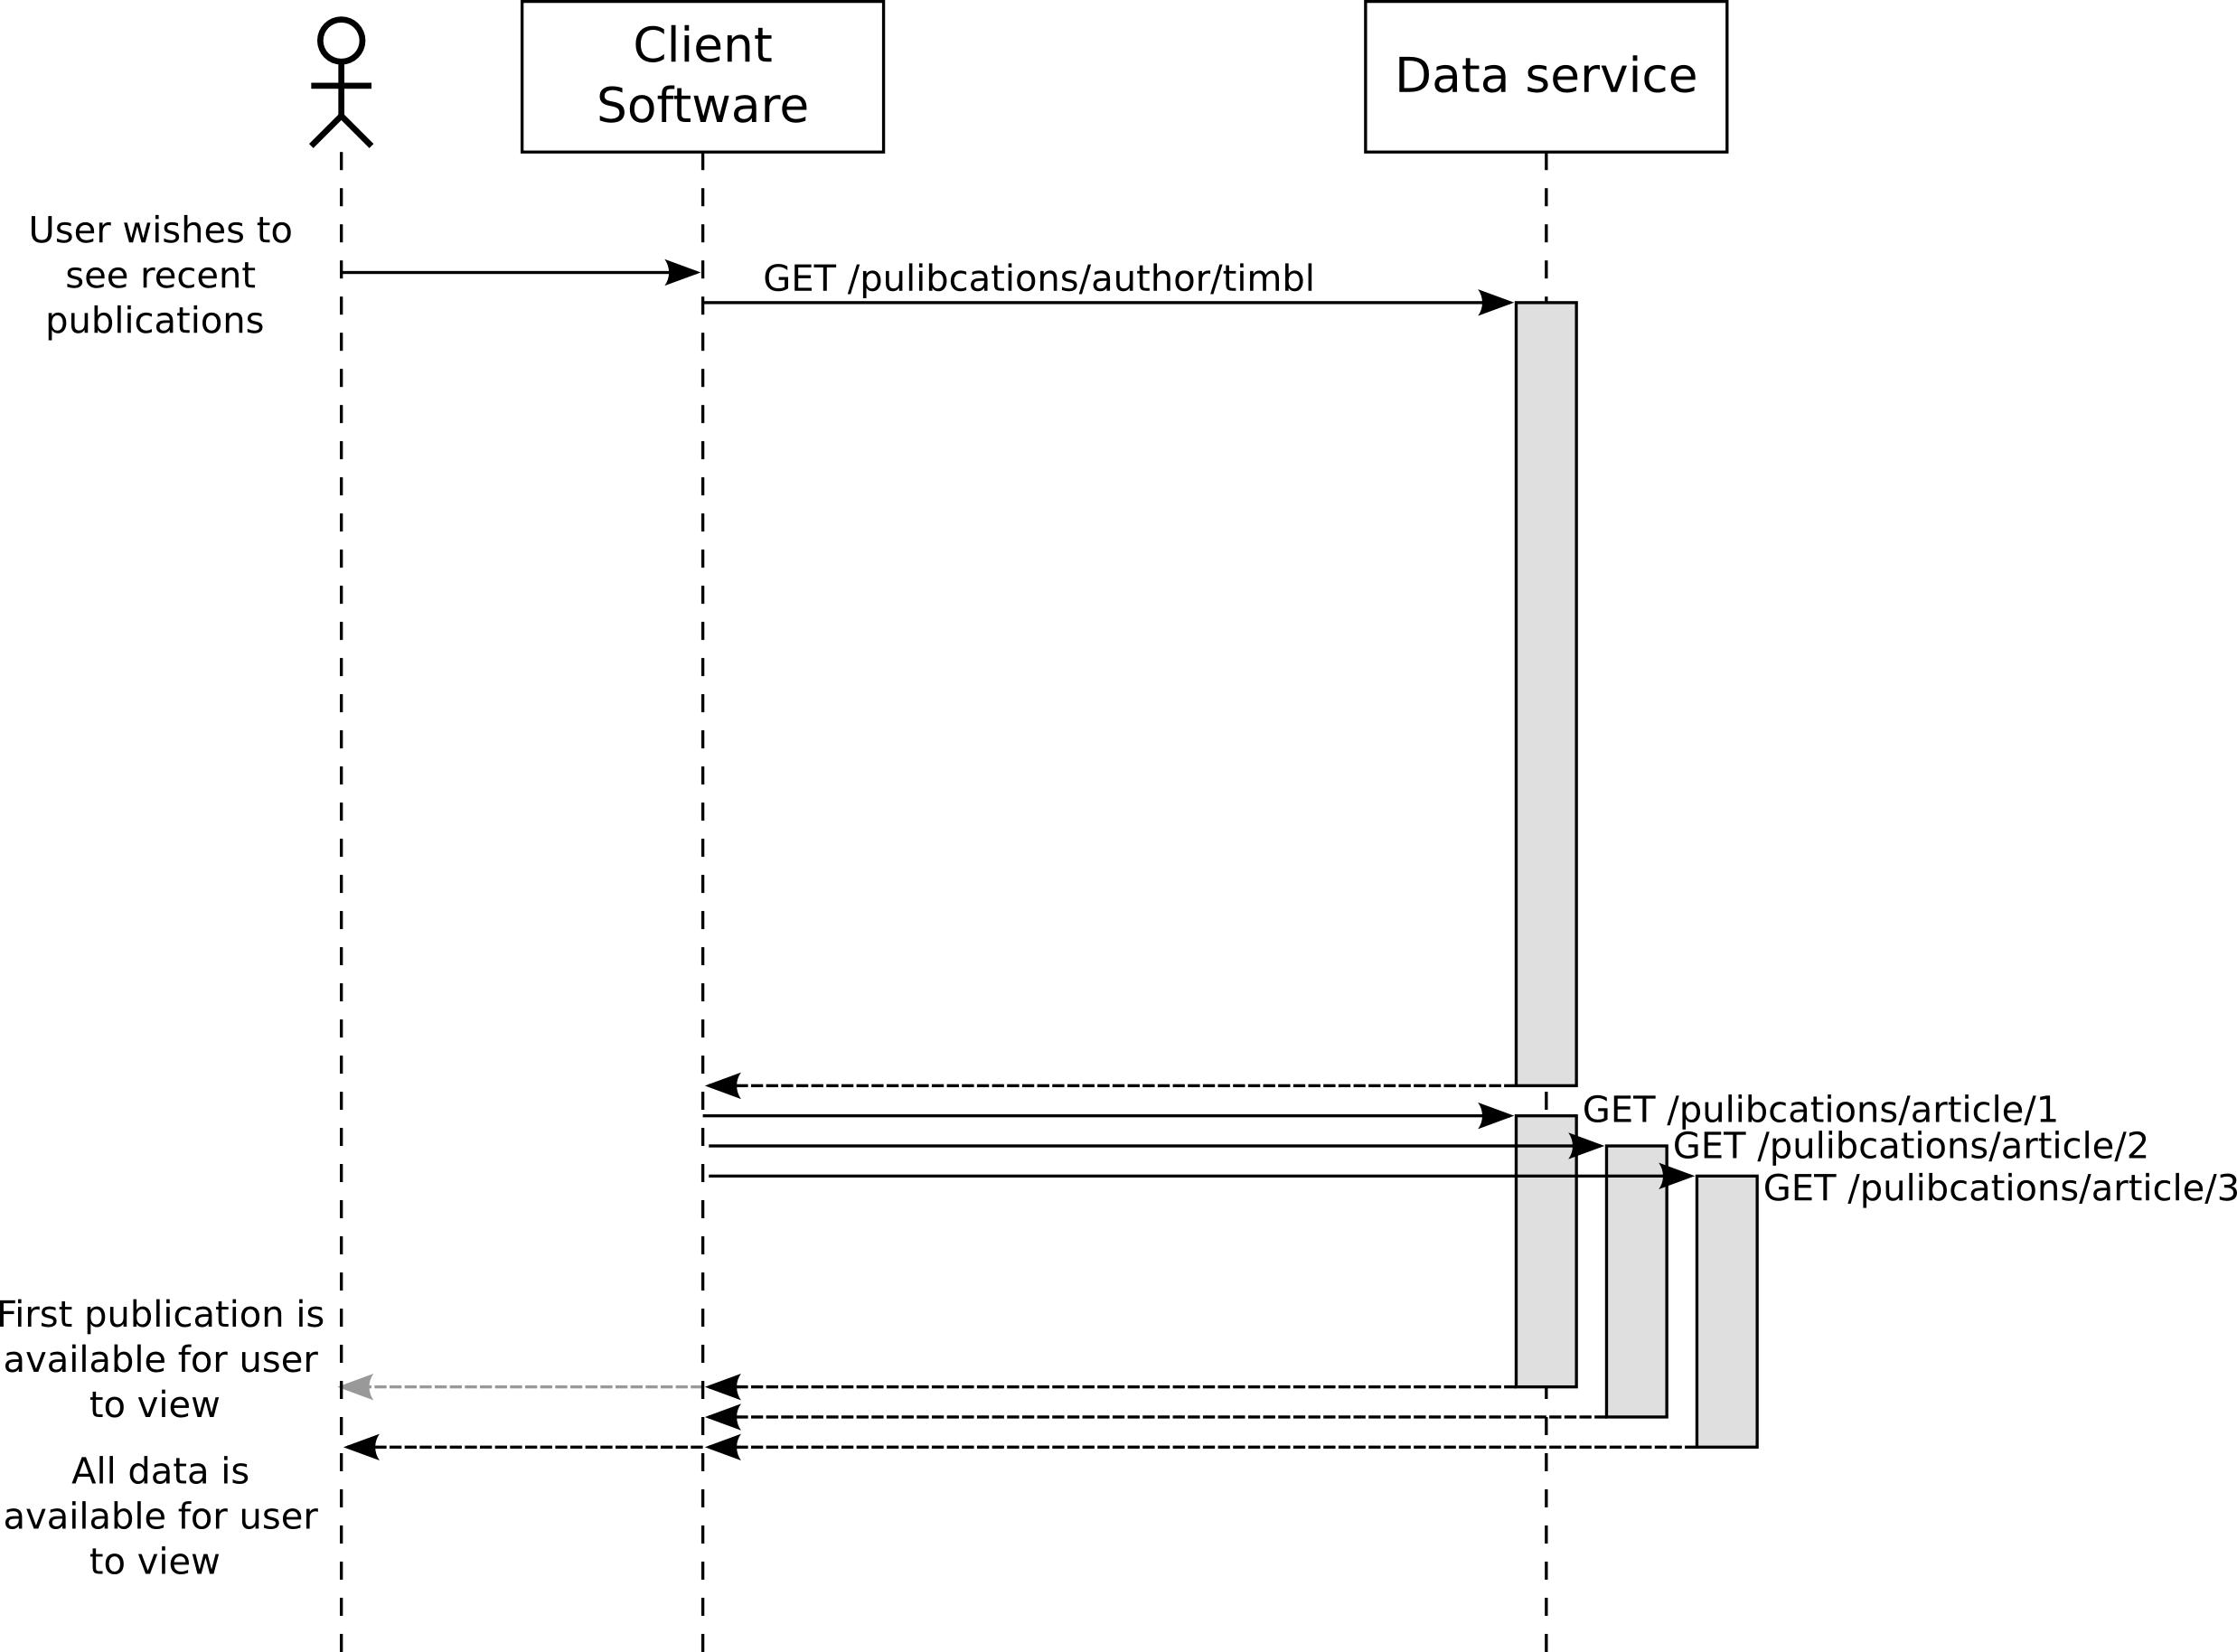 Client
Software
Data service
User wishes to
see recent
publications
GET /pulibcations/author/timbl
GET /pulibcations/article/1
GET /pulibcations/article/2
GET /pulibcations/article/3
First publication is
available for user
to view
All data is
available for user
to view